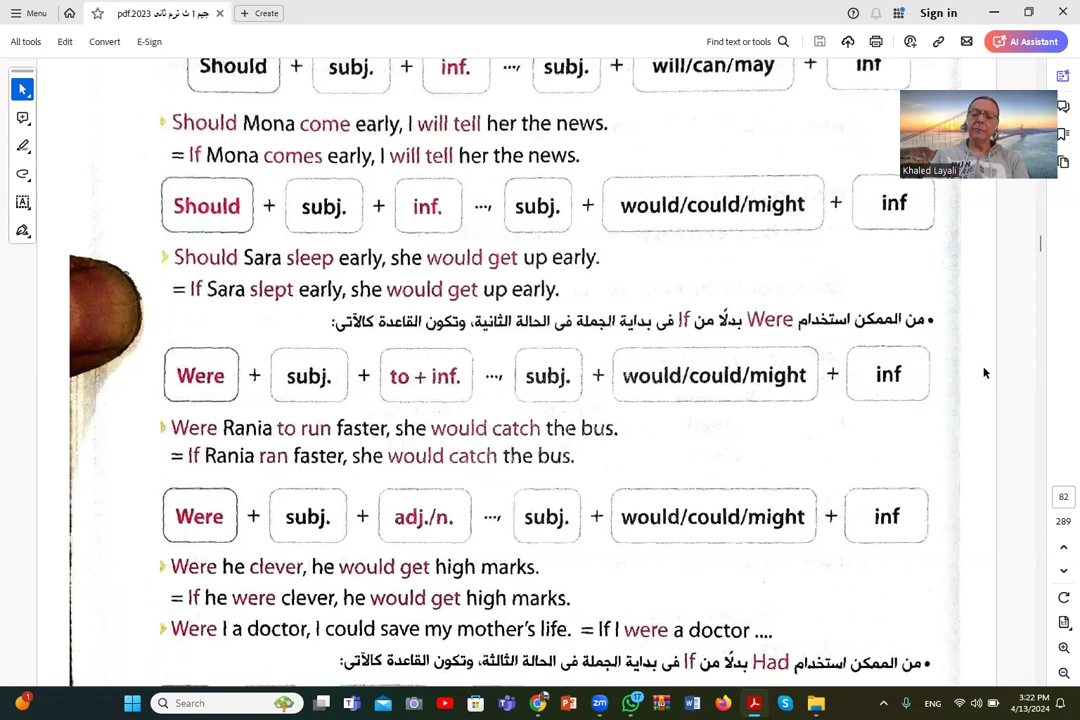 Menu
جيم 1 ث ترم ثاني 2023.pdf
Create
Sign in
All tools
Edit
Convert
E-Sign
Find text or tools
AI Assistant
Should + subj. + inf. ..., subj. + will/can/may + inf
Should Mona come early, I will tell her the news.
= If Mona comes early, I will tell her the news.
Khaled Layali
Should + subj. + inf. ..., subj. + would/could/might + inf
Should Sara sleep early, she would get up early.
= If Sara slept early, she would get up early.
• من الممكن استخدام Were بدلًا من If فى بداية الجملة فى الحالة الثانية، وتكون القاعدة كالآتى:
Were + subj. + to + inf. ..., subj. + would/could/might + inf
Were Rania to run faster, she would catch the bus.
= If Rania ran faster, she would catch the bus.
Were + subj. + adj./n. ..., subj. + would/could/might + inf
Were he clever, he would get high marks.
= If he were clever, he would get high marks.
Were I a doctor, I could save my mother's life. = If I were a doctor ....
• من الممكن استخدام Had بدلًا من If فى بداية الجملة فى الحالة الثالثة، وتكون القاعدة كالآتى:
82
289
1
Search
17
ENG
3:22 PM
4/13/2024